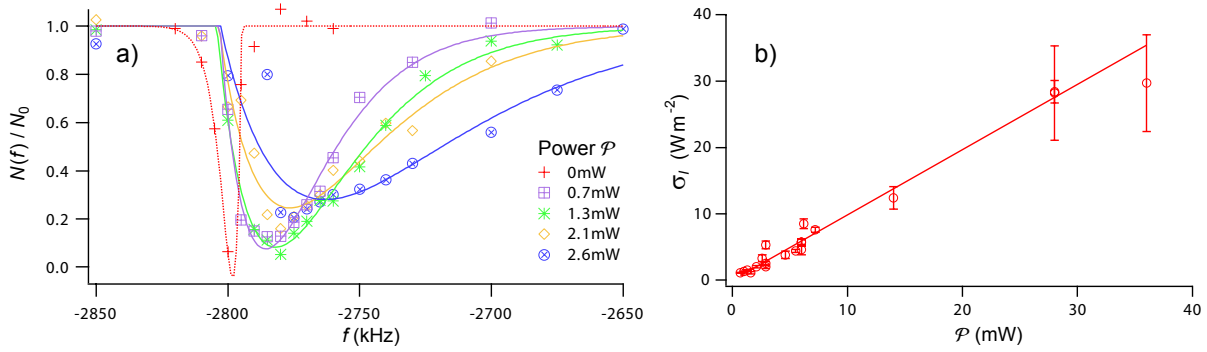 a)
1.0
0.8
0.6
0.4
0.2
0.0
N(f) / N₀
-2850
-2800
-2750
-2700
-2650
f (kHz)
Power 𝒫
0mW
0.7mW
1.3mW
2.1mW
2.6mW
b)
40
30
20
10
0
σ_I (Wm⁻²)
0
10
20
30
40
𝒫 (mW)